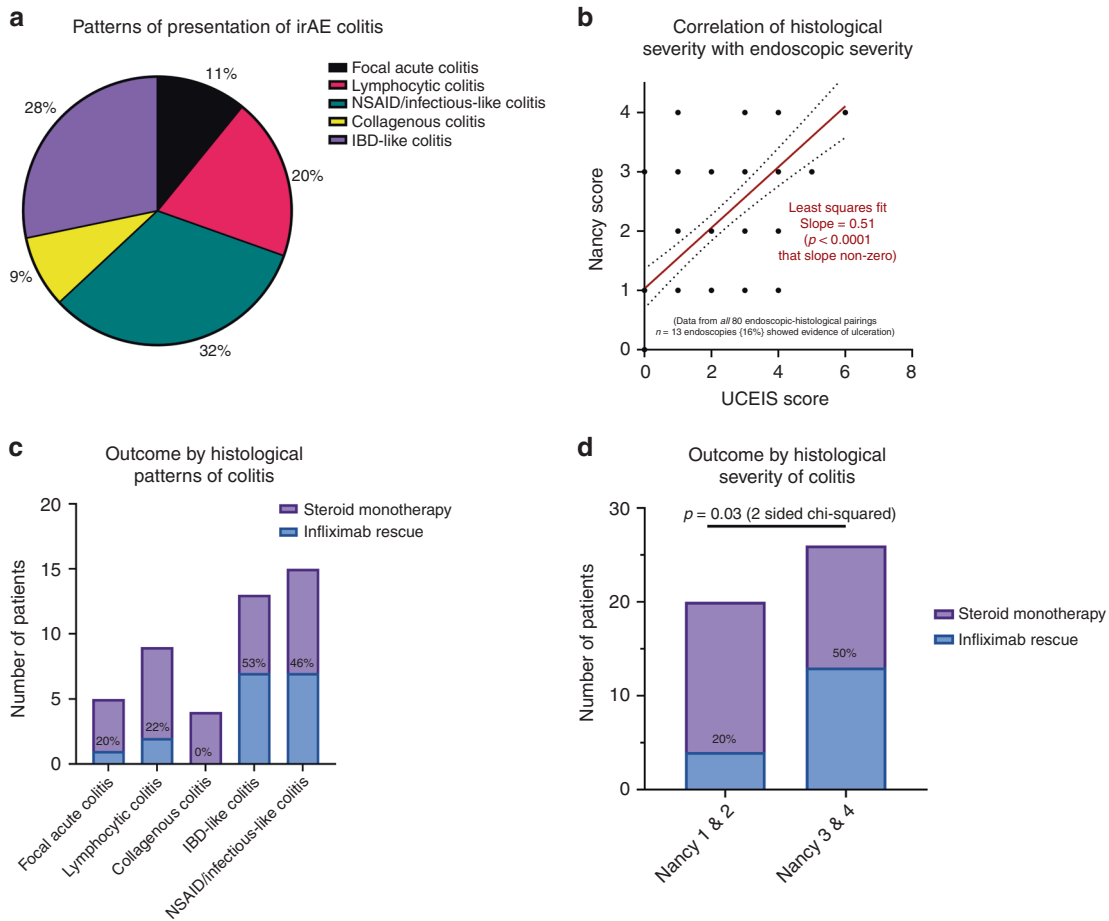 a
Patterns of presentation of irAE colitis
11%
20%
32%
9%
28%
Focal acute colitis
Lymphocytic colitis
NSAID/infectious-like colitis
Collagenous colitis
IBD-like colitis
b
Correlation of histological
severity with endoscopic severity
Nancy score
4
3
2
1
0
Least squares fit
Slope = 0.51
(p < 0.0001
that slope non-zero)
(Data from all 80 endoscopic-histological pairings
n = 13 endoscopies {16%} showed evidence of ulceration)
0
2
4
6
8
UCEIS score
c
Outcome by histological
patterns of colitis
Number of patients
20
15
10
5
0
Steroid monotherapy
Infliximab rescue
20%
22%
0%
53%
46%
Focal acute colitis
Lymphocytic colitis
Collagenous colitis
IBD-like colitis
NSAID/infectious-like colitis
d
Outcome by histological
severity of colitis
Number of patients
30
20
10
0
p = 0.03 (2 sided chi-squared)
20%
50%
Steroid monotherapy
Infliximab rescue
Nancy 1 & 2
Nancy 3 & 4